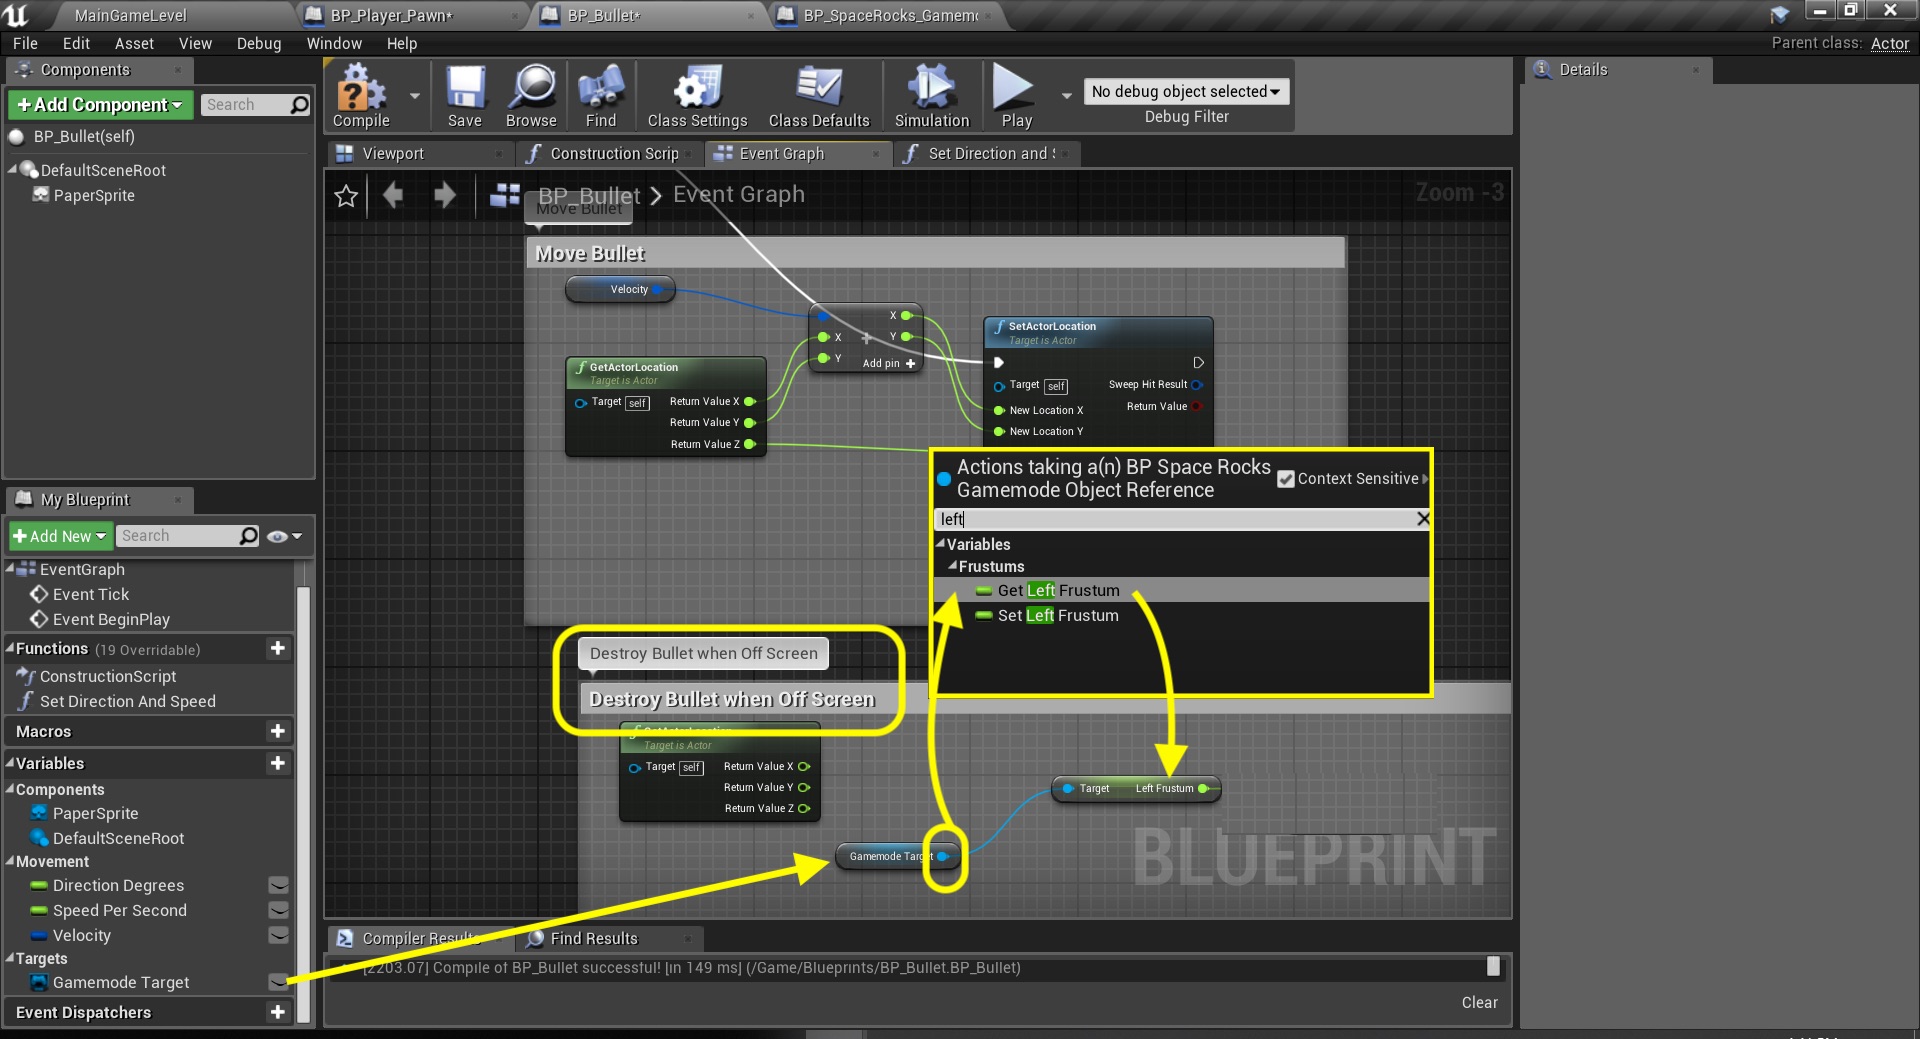 MainGameLevel
BP_Player_Pawn*
BP_Bullet*
BP_SpaceRocks_Gamem
File Edit Asset View Debug Window Help
Parent class: Actor
Components
+Add Component
Search
BP_Bullet(self)
DefaultSceneRoot
PaperSprite
Compile
Save
Browse
Find
Class Settings
Class Defaults
Simulation
Play
No debug object selected
Debug Filter
Details
Viewport
Construction Scrip
Event Graph
Set Direction and
BP_Bullet > Event Graph
Zoom -3
Move Bullet
Move Bullet
Velocity
X
Y
X
Y
Add pin +
GetActorLocation
Target is Actor
Target self
Return Value X
Return Value Y
Return Value Z
SetActorLocation
Target is Actor
Target self
Sweep Hit Result
New Location X
Return Value
New Location Y
Actions taking a(n) BP Space Rocks
Gamemode Object Reference
Context Sensitive
left
Variables
Frustums
Get Left Frustum
Set Left Frustum
Destroy Bullet when Off Screen
Destroy Bullet when Off Screen
GetActorLocation
Target is Actor
Target self
Return Value X
Return Value Y
Return Value Z
Target Left Frustum
Gamemode Target
BLUEPRINT
My Blueprint
+Add New
Search
EventGraph
Event Tick
Event BeginPlay
Functions (19 Overridable)
ConstructionScript
Set Direction And Speed
Macros
Variables
Components
PaperSprite
DefaultSceneRoot
Movement
Direction Degrees
Speed Per Second
Velocity
Targets
Gamemode Target
Event Dispatchers
Compiler Results
Find Results
[2203.07] Compile of BP_Bullet successful! [in 149 ms] (/Game/Blueprints/BP_Bullet.BP_Bullet)
Clear